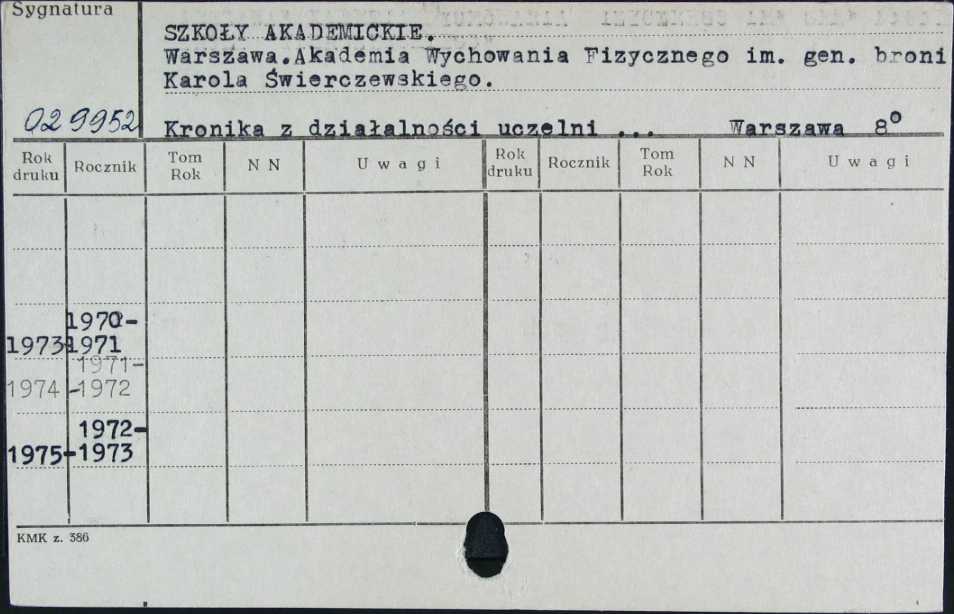 Sygnatura
SZKOŁY AKADEMICKIE.
Warszawa.Akademia Wychowania Fizycznego im. gen. broni
Karola Świerczewskiego.
029952 Kronika z działalności uczelni ... Warszawa 8°
Rok druku Rocznik Tom Rok N N U w a g i Rok druku Rocznik Tom Rok N N U w a g i
1970-
1973-1971
1971-
1974 -1972
1972-
1975-1973
KMK z. 386